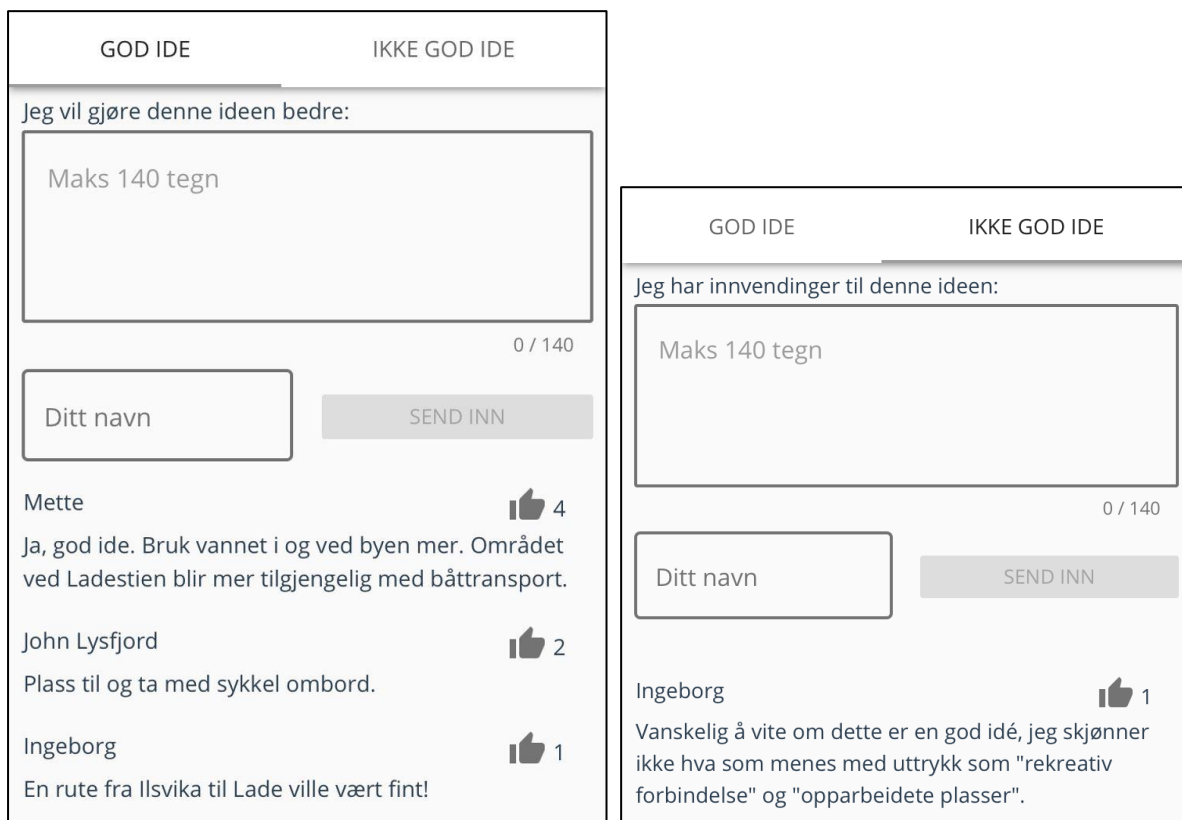 GOD IDE IKKE GOD IDE
Jeg vil gjøre denne ideen bedre:
Maks 140 tegn
0 / 140
Ditt navn SEND INN
Mette 4
Ja, god ide. Bruk vannet i og ved byen mer. Området
ved Ladestien blir mer tilgjengelig med båttransport.
John Lysfjord 2
Plass til og ta med sykkel ombord.
Ingeborg 1
En rute fra Ilsvika til Lade ville vært fint!
GOD IDE IKKE GOD IDE
Jeg har innvendinger til denne ideen:
Maks 140 tegn
0 / 140
Ditt navn SEND INN
Ingeborg 1
Vanskelig å vite om dette er en god idé, jeg skjønner
ikke hva som menes med uttrykk som "rekreativ
forbindelse" og "opparbeidete plasser".